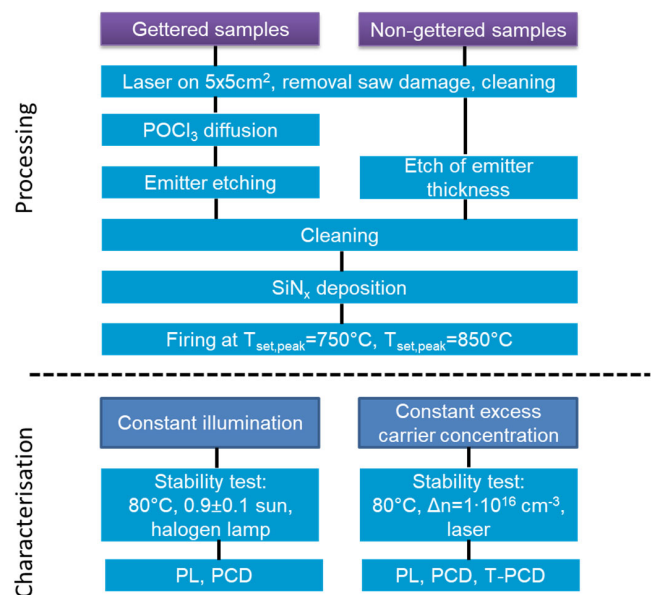 Gettered samples
Non-gettered samples
Laser on 5x5cm², removal saw damage, cleaning
POCl₃ diffusion
Emitter etching
Etch of emitter
thickness
Cleaning
SiNₓ deposition
Firing at T_set,peak=750°C, T_set,peak=850°C
Processing
Constant illumination
Constant excess
carrier concentration
Stability test:
80°C, 0.9±0.1 sun,
halogen lamp
Stability test:
80°C, Δn=1·10¹⁶ cm⁻³,
laser
PL, PCD
PL, PCD, T-PCD
Characterisation